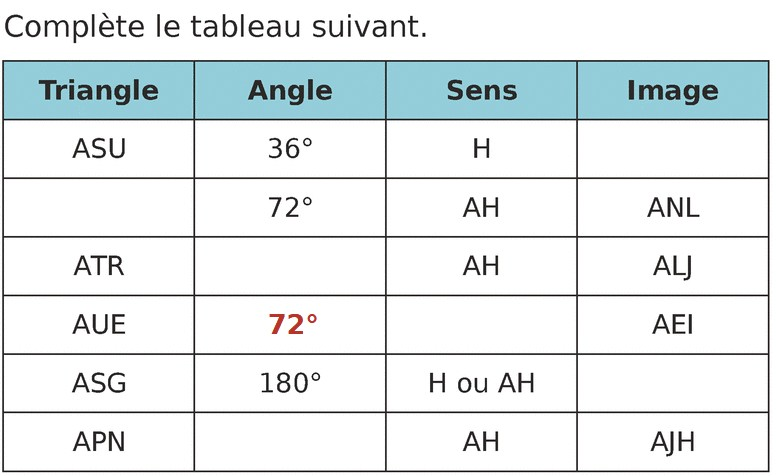 Complète le tableau suivant.
Triangle Angle Sens Image
ASU 36° H
72° AH ANL
ATR AH ALJ
AUE 72° AEI
ASG 180° H ou AH
APN AH AJH